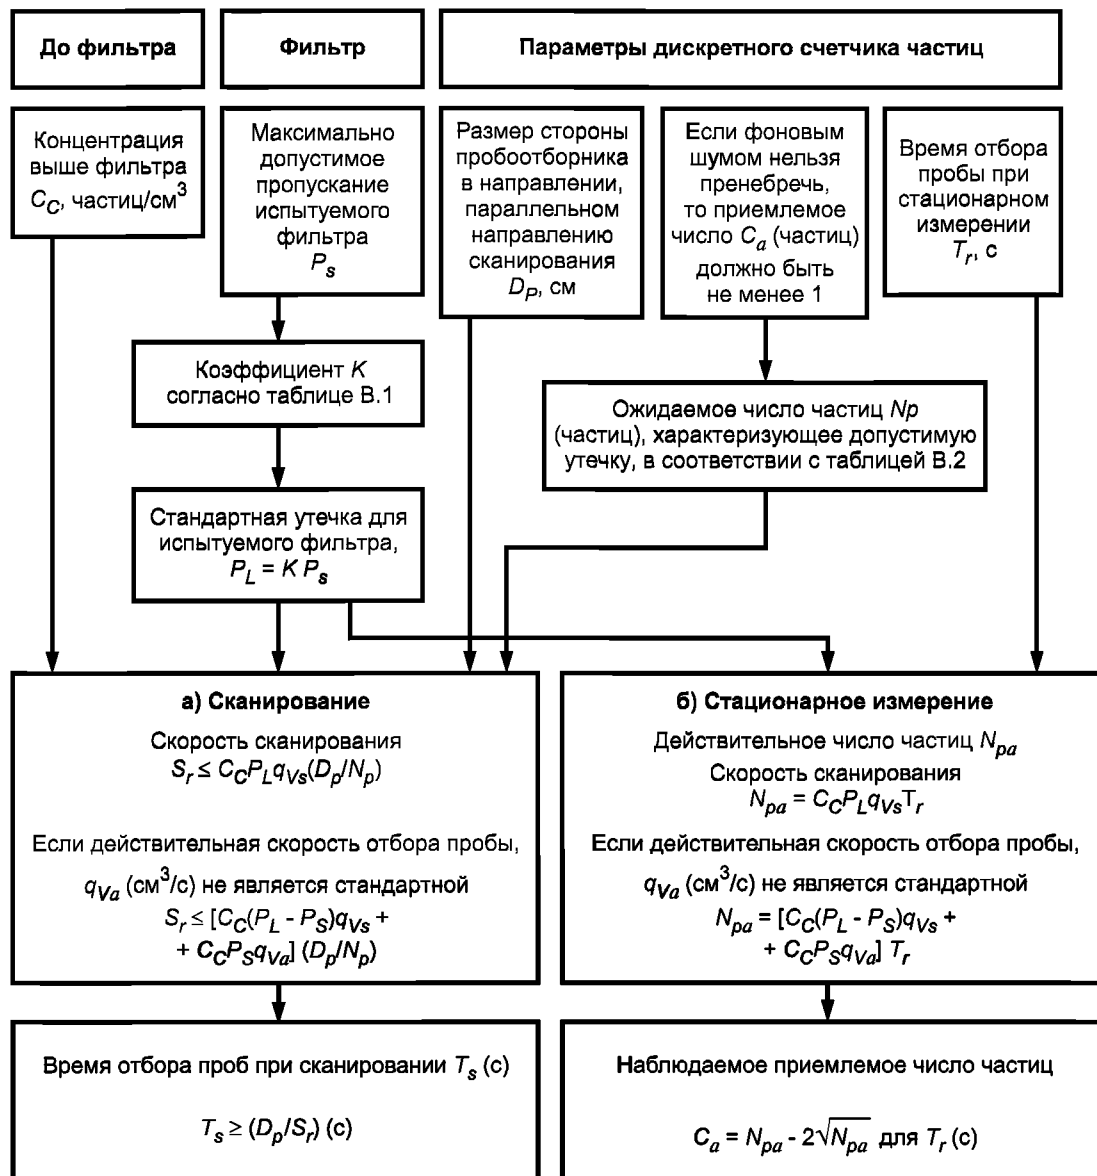 До фильтра
Фильтр
Параметры дискретного счетчика частиц
Концентрация
выше фильтра
C_C, частиц/см³
Максимально
допустимое
пропускание
испытуемого
фильтра
P_s
Размер стороны
пробоотборника
в направлении,
параллельном
направлению
сканирования
D_P, см
Если фоновым
шумом нельзя
пренебречь,
то приемлемое
число C_a (частиц)
должно быть
не менее 1
Время отбора
пробы при
стационарном
измерении
T_r, с
Коэффициент K
согласно таблице В.1
Ожидаемое число частиц Np
(частиц), характеризующее допустимую
утечку, в соответствии с таблицей В.2
Стандартная утечка для
испытуемого фильтра,
P_L = K P_s
а) Сканирование
Скорость сканирования
S_r ≤ C_C P_L q_Vs (D_p/N_p)
Если действительная скорость отбора пробы,
q_Va (см³/с) не является стандартной
S_r ≤ [C_C(P_L - P_S)q_Vs +
+ C_C P_S q_Va] (D_p/N_p)
б) Стационарное измерение
Действительное число частиц N_pa
Скорость сканирования
N_pa = C_C P_L q_Vs T_r
Если действительная скорость отбора пробы,
q_Va (см³/с) не является стандартной
N_pa = [C_C(P_L - P_S)q_Vs +
+ C_C P_S q_Va] T_r
Время отбора проб при сканировании T_s (с)
T_s ≥ (D_p/S_r) (с)
Наблюдаемое приемлемое число частиц
C_a = N_pa - 2√N_pa для T_r (с)